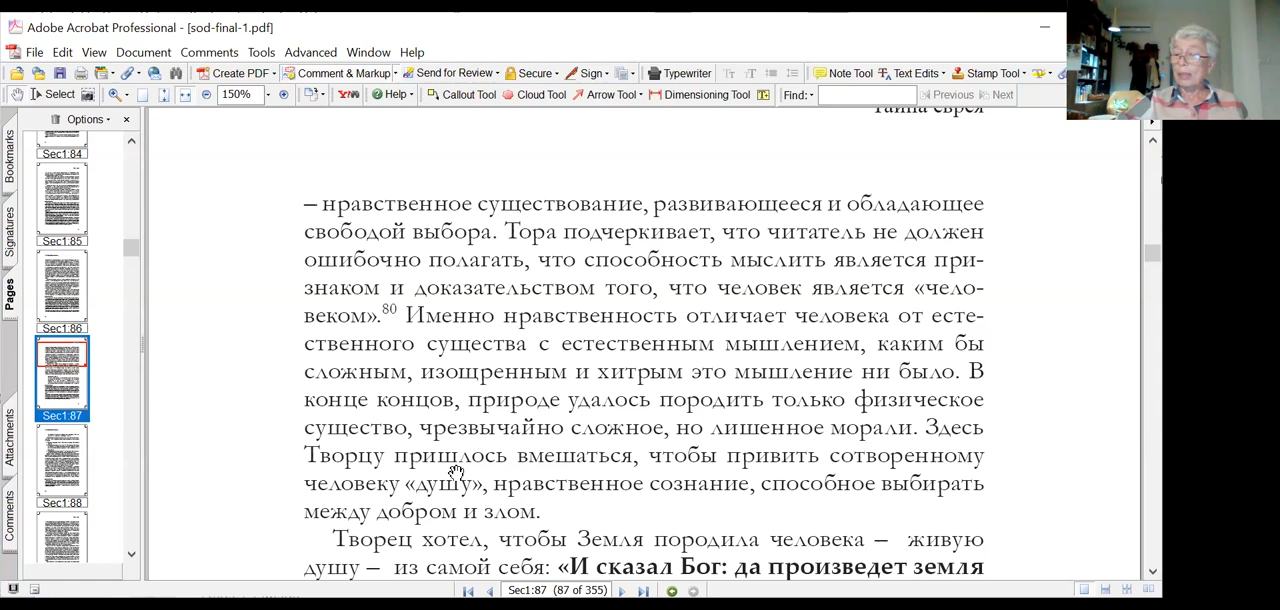 Adobe Acrobat Professional - [sod-final-1.pdf]
File Edit View Document Comments Tools Advanced Window Help
Create PDF Comment & Markup Send for Review Secure Sign Typewriter Note Tool Text Edits Stamp Tool
Select 150% Help Callout Tool Cloud Tool Arrow Tool Dimensioning Tool Find: Previous Next
Options
Bookmarks
Signatures
Pages
Attachments
Comments
Sec1:84
Sec1:85
Sec1:86
Sec1:87
Sec1:88
Тайна еврея
– нравственное существование, развивающееся и обладающее
свободой выбора. Тора подчеркивает, что читатель не должен
ошибочно полагать, что способность мыслить является при-
знаком и доказательством того, что человек является «чело-
веком».80 Именно нравственность отличает человека от есте-
ственного существа с естественным мышлением, каким бы
сложным, изощренным и хитрым это мышление ни было. В
конце концов, природе удалось породить только физическое
существо, чрезвычайно сложное, но лишенное морали. Здесь
Творцу пришлось вмешаться, чтобы привить сотворенному
человеку «душу», нравственное сознание, способное выбирать
между добром и злом.
Творец хотел, чтобы Земля породила человека – живую
душу – из самой себя: «И сказал Бог: да произведет земля
Sec1:87 (87 of 355)